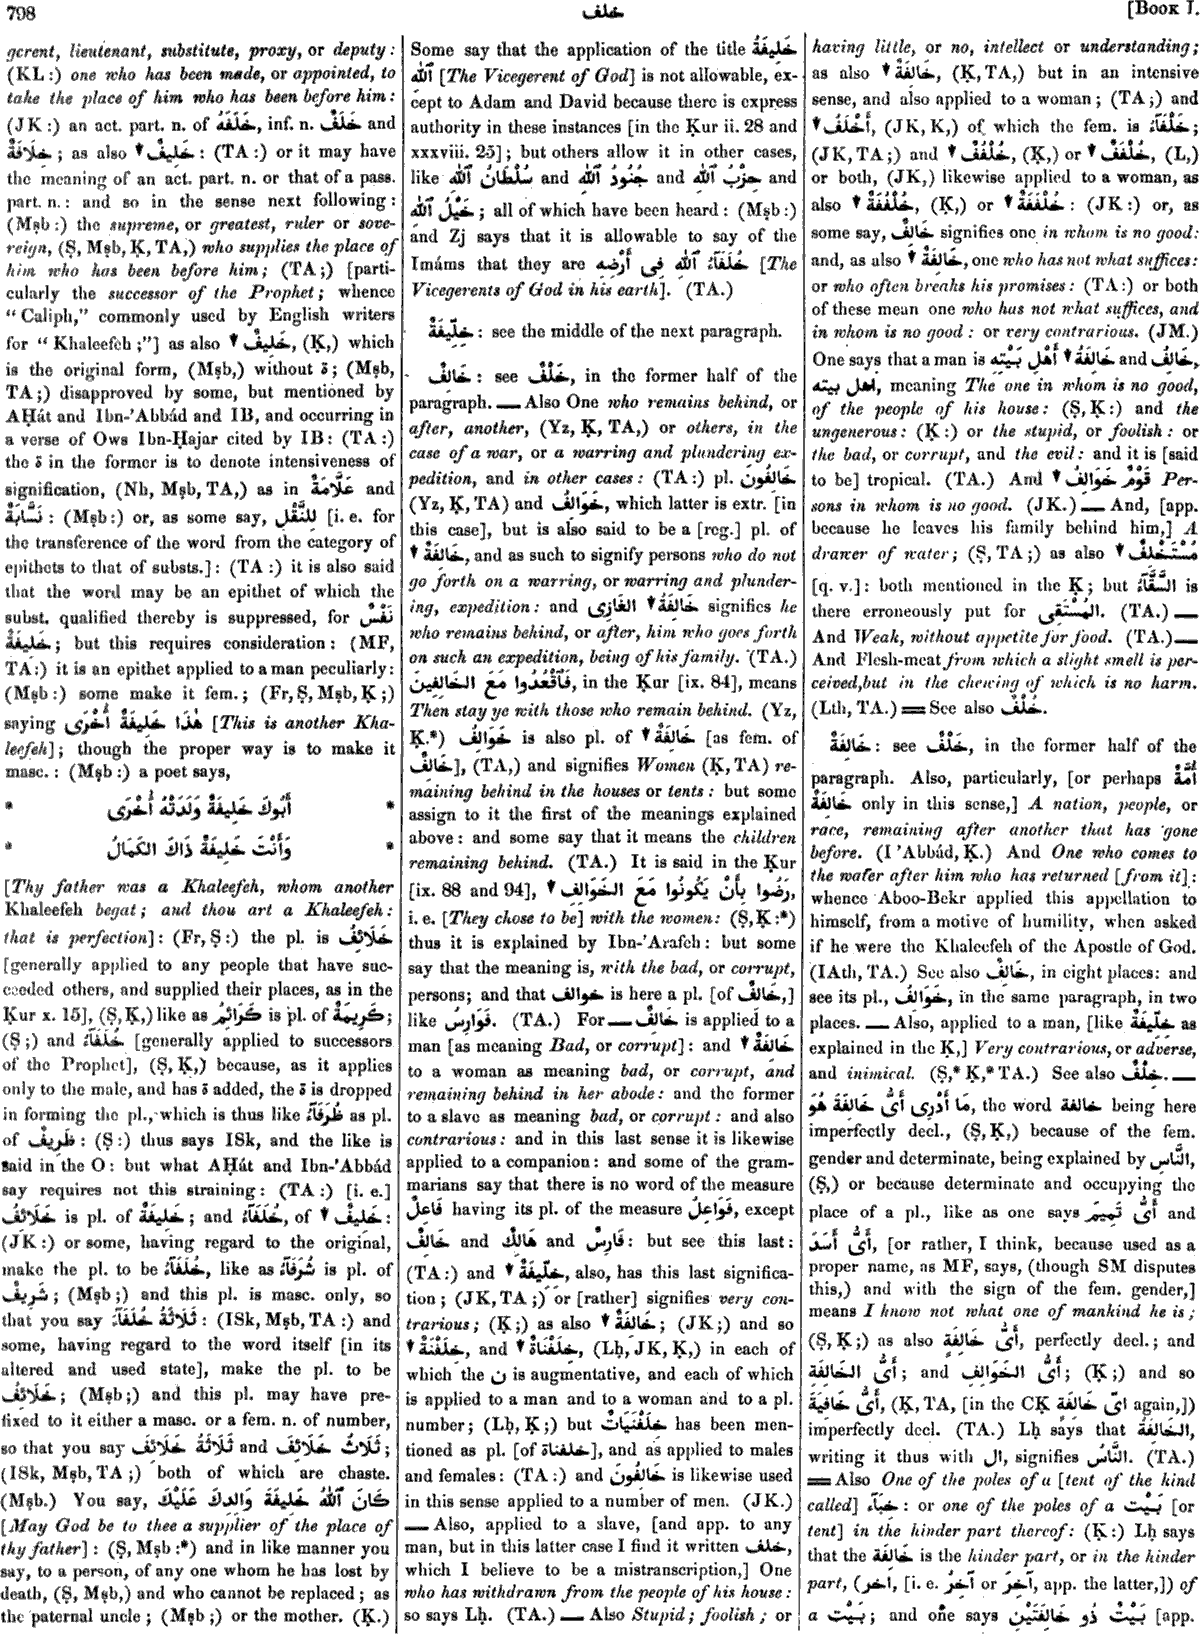 798
خلف
[BOOK I.
gerent, lieutenant, substitute, proxy, or deputy:
(KL:) one who has been made, or appointed, to
take the place of him who has been before him:
(JK:) an act. part. n. of خَلَفَهُ, inf. n. خَلْفٌ and
خِلَافَةٌ; as also ▼ خَلِيفٌ: (TA:) or it may have
the meaning of an act. part. n. or that of a pass.
part. n.: and so in the sense next following:
(Mṣb:) the supreme, or greatest, ruler or sove-
reign, (Ṣ, Mṣb, Ḳ, TA,) who supplies the place of
him who has been before him; (TA;) [parti-
cularly the successor of the Prophet; whence
“Caliph,” commonly used by English writers
for “Khaleefeh;”] as also ▼ خَلِيفٌ, (Ḳ,) which
is the original form, (Mṣb,) without ة; (Mṣb,
TA;) disapproved by some, but mentioned by
AḤát and Ibn-'Abbád and IB, and occurring in
a verse of Ows Ibn-Ḥajar cited by IB: (TA:)
the ة in the former is to denote intensiveness of
signification, (Nh, Mṣb, TA,) as in عَلَّامَةٌ and
نَسَّابَةٌ: (Mṣb:) or, as some say, لِلنَّقْلِ [i. e. for
the transference of the word from the category of
epithets to that of substs.]: (TA:) it is also said
that the word may be an epithet of which the
subst. qualified thereby is suppressed, for نَفْسٌ
خَلِيفَةٌ; but this requires consideration: (MF,
TA:) it is an epithet applied to a man peculiarly:
(Mṣb:) some make it fem.; (Fr, Ṣ, Mṣb, Ḳ;)
saying هٰذَا خَلِيفَةٌ أُخْرَى [This is another Kha-
leefeh]; though the proper way is to make it
masc.: (Mṣb:) a poet says,
* أَبُوكَ خَلِيفَةٌ وَلَدَتْهُ أُخْرَى *
* وَأَنْتَ خَلِيفَةٌ ذَاكَ الكَمَالُ *
[Thy father was a Khaleefeh, whom another
Khaleefeh begat; and thou art a Khaleefeh:
that is perfection]: (Fr, Ṣ:) the pl. is خَلَائِفُ
[generally applied to any people that have suc-
ceeded others, and supplied their places, as in the
Ḳur x. 15], (Ṣ, Ḳ,) like as كَرَائِمُ is pl. of كَرِيمَةٌ;
(Ṣ;) and خُلَفَآءُ [generally applied to successors
of the Prophet], (Ṣ, Ḳ,) because, as it applies
only to the male, and has ة added, the ة is dropped
in forming the pl., which is thus like ظُرَفَآءُ as pl.
of ظَرِيفٌ: (Ṣ:) thus says ISk, and the like is
said in the O: but what AḤát and Ibn-'Abbád
say requires not this straining: (TA:) [i. e.]
خَلَائِفُ is pl. of خَلِيفَةٌ; and خُلَفَآءُ, of ▼ خَلِيفٌ:
(JK:) or some, having regard to the original,
make the pl. to be خُلَفَآءُ, like as شُرَفَآءُ is pl. of
شَرِيفٌ; (Mṣb;) and this pl. is masc. only, so
that you say ثَلَاثَةُ خُلَفَآءَ: (ISk, Mṣb, TA:) and
some, having regard to the word itself [in its
altered and used state], make the pl. to be
خَلَائِفُ; (Mṣb;) and this pl. may have pre-
fixed to it either a masc. or a fem. n. of number,
so that you say ثَلَاثَةُ خَلَائِفَ and ثَلَاثُ خَلَائِفَ;
(ISk, Mṣb, TA;) both of which are chaste.
(Mṣb.) You say, كَانَ ٱللّٰهُ خَلِيفَةَ وَالِدِكَ عَلَيْكَ
[May God be to thee a supplier of the place of
thy father]: (Ṣ, Mṣb:*) and in like manner you
say, to a person, of any one whom he has lost by
death, (Ṣ, Mṣb,) and who cannot be replaced; as
the paternal uncle; (Mṣb;) or the mother. (Ḳ.)
Some say that the application of the title خَلِيفَةُ
ٱللّٰهِ [The Vicegerent of God] is not allowable, ex-
cept to Adam and David because there is express
authority in these instances [in the Ḳur ii. 28 and
xxxviii. 25]; but others allow it in other cases,
like سُلْطَانُ ٱللّٰهِ and جُنُودُ ٱللّٰهِ and حِزْبُ ٱللّٰهِ and
خَيْلُ ٱللّٰهِ; all of which have been heard: (Mṣb:)
and Zj says that it is allowable to say of the
Imáms that they are خُلَفَآءُ ٱللّٰهِ فِى أَرْضِهِ [The
Vicegerents of God in his earth]. (TA.)
خِلِّيفَةٌ: see the middle of the next paragraph.
خَالِفٌ: see خَلْفٌ, in the former half of the
paragraph. — Also One who remains behind, or
after, another, (Yz, Ḳ, TA,) or others, in the
case of a war, or a warring and plundering ex-
pedition, and in other cases: (TA:) pl. خَالِفُونَ
(Yz, Ḳ, TA) and خَوَالِفُ, which latter is extr. [in
this case], but is also said to be a [reg.] pl. of
▼ خَالِفَةٌ, and as such to signify persons who do not
go forth on a warring, or warring and plunder-
ing, expedition: and خَالِفَةُ ▼ الغَازِى signifies he
who remains behind, or after, him who goes forth
on such an expedition, being of his family. (TA.)
فَٱقْعُدُوا مَعَ الخَالِفِينَ, in the Ḳur [ix. 84], means
Then stay ye with those who remain behind. (Yz,
Ḳ.*) خَوَالِفُ is also pl. of ▼ خَالِفَةٌ [as fem. of
خَالِفٌ], (TA,) and signifies Women (Ḳ, TA) re-
maining behind in the houses or tents: but some
assign to it the first of the meanings explained
above: and some say that it means the children
remaining behind. (TA.) It is said in the Ḳur
[ix. 88 and 94], ▼ رَضُوا بِأَنْ يَكُونُوا مَعَ الخَوَالِفِ,
i. e. [They chose to be] with the women: (Ṣ, Ḳ:*)
thus it is explained by Ibn-'Arafeh: but some
say that the meaning is, with the bad, or corrupt,
persons; and that خوالف is here a pl. [of خَالِفٌ,]
like فَوَارِسُ. (TA.) For — خَالِفٌ is applied to a
man [as meaning Bad, or corrupt]: and ▼ خَالِفَةٌ
to a woman as meaning bad, or corrupt, and
remaining behind in her abode: and the former
to a slave as meaning bad, or corrupt: and also
contrarious: and in this last sense it is likewise
applied to a companion: and some of the gram-
marians say that there is no word of the measure
فَاعِلٌ having its pl. of the measure فَوَاعِلُ, except
خَالِفٌ and هَالِكٌ and فَارِسٌ: but see this last:
(TA:) and ▼ خِلِّيفَةٌ, also, has this last significa-
tion; (JK, TA;) or [rather] signifies very con-
trarious; (Ḳ;) as also ▼ خَالِفَةٌ; (JK;) and so
▼ خِلَفْنَةٌ, and ▼ خِلَفْنَاةٌ, (Lḥ, JK, Ḳ,) in each of
which the ن is augmentative, and each of which
is applied to a man and to a woman and to a pl.
number; (Lḥ, Ḳ;) but خِلَفْنَيَاتٌ has been men-
tioned as pl. [of خلفناة], and as applied to males
and females: (TA:) and خَالِفُونَ is likewise used
in this sense applied to a number of men. (JK.)
— Also, applied to a slave, [and app. to any
man, but in this latter case I find it written خلف,
which I believe to be a mistranscription,] One
who has withdrawn from the people of his house:
so says Lḥ. (TA.) — Also Stupid; foolish; or
having little, or no, intellect or understanding;
as also ▼ خَالِفَةٌ, (Ḳ, TA,) but in an intensive
sense, and also applied to a woman; (TA;) and
▼ أَخْلَفُ, (JK, K,) of which the fem. is خَلْفَآءُ;
(JK, TA;) and ▼ خُلْفُفٌ, (Ḳ,) or ▼ خُلْفَفٌ, (L,)
or both, (JK,) likewise applied to a woman, as
also ▼ خُلْفُفَةٌ, (Ḳ,) or ▼ خُلْفَفَةٌ: (JK:) or, as
some say, خَالِفٌ signifies one in whom is no good:
and, as also ▼ خَالِفَةٌ, one who has not what suffices:
or who often breaks his promises: (TA:) or both
of these mean one who has not what suffices, and
in whom is no good: or very contrarious. (JM.)
One says that a man is خَالِفَةُ ▼ أَهْلِ بَيْتِهِ and خَالِفُ
اهل بيته, meaning The one in whom is no good,
of the people of his house: (Ṣ, Ḳ:) and the
ungenerous: (Ḳ:) or the stupid, or foolish: or
the bad, or corrupt, and the evil: and it is [said
to be] tropical. (TA.) And ▼ قَوْمٌ خَوَالِفُ Per-
sons in whom is no good. (JK.) — And, [app.
because he leaves his family behind him,] A
drawer of water; (Ṣ, TA;) as also ▼ مُسْتَخْلِفٌ
[q. v.]: both mentioned in the Ḳ; but السَّقَّآءُ is
there erroneously put for المُسْتَقِى. (TA.) —
And Weak, without appetite for food. (TA.) —
And Flesh-meat from which a slight smell is per-
ceived, but in the chewing of which is no harm.
(Lth, TA.) = See also خَلُفٌ.
خَالِفَةٌ: see خَلْفٌ, in the former half of the
paragraph. Also, particularly, [or perhaps أُمَّةٌ
خَالِفَةٌ only in this sense,] A nation, people, or
race, remaining after another that has gone
before. (I'Abbád, Ḳ.) And One who comes to
the water after him who has returned [from it]:
whence Aboo-Bekr applied this appellation to
himself, from a motive of humility, when asked
if he were the Khaleefeh of the Apostle of God.
(IAth, TA.) See also خَالِفٌ, in eight places: and
see its pl., خَوَالِفُ, in the same paragraph, in two
places. — Also, applied to a man, [like خِلِّيفَةٌ as
explained in the Ḳ,] Very contrarious, or adverse,
and inimical. (Ṣ,* Ḳ,* TA.) See also خِلْفٌ. —
مَا أَدْرِى أَىُّ خَالِفَةَ هُوَ, the word خالفة being here
imperfectly decl., (Ṣ, Ḳ,) because of the fem.
gender and determinate, being explained by النَّاسِ,
(Ṣ,) or because determinate and occupying the
place of a pl., like as one says أَىُّ تَمِيمَ and
أَىُّ أَسَدَ, [or rather, I think, because used as a
proper name, as MF, says, (though SM disputes
this,) and with the sign of the fem. gender,]
means I know not what one of mankind he is;
(Ṣ, Ḳ;) as also أَىُّ خَالِفَةٍ, perfectly decl.; and
أَىُّ الخَالِفَةِ; and أَىُّ الخَوَالِفِ; (Ḳ;) and so
أَىُّ خَافِيَةَ, (Ḳ, TA, [in the CḲ اىّ خَالِفَةِ again,])
imperfectly decl. (TA.) Lḥ says that الخَالِفَةُ,
writing it thus with ال, signifies النَّاسُ. (TA.)
= Also One of the poles of a [tent of the kind
called] خِبَآء: or one of the poles of a بَيْت [or
tent] in the hinder part thereof: (Ḳ:) Lḥ says
that the خَالِفَة is the hinder part, or in the hinder
part, (آخر, [i. e. آخِرُ or آخِرَ, app. the latter,]) of
a بَيْت; and one says بَيْتٌ ذُو خَالِفَتَيْنِ [app.